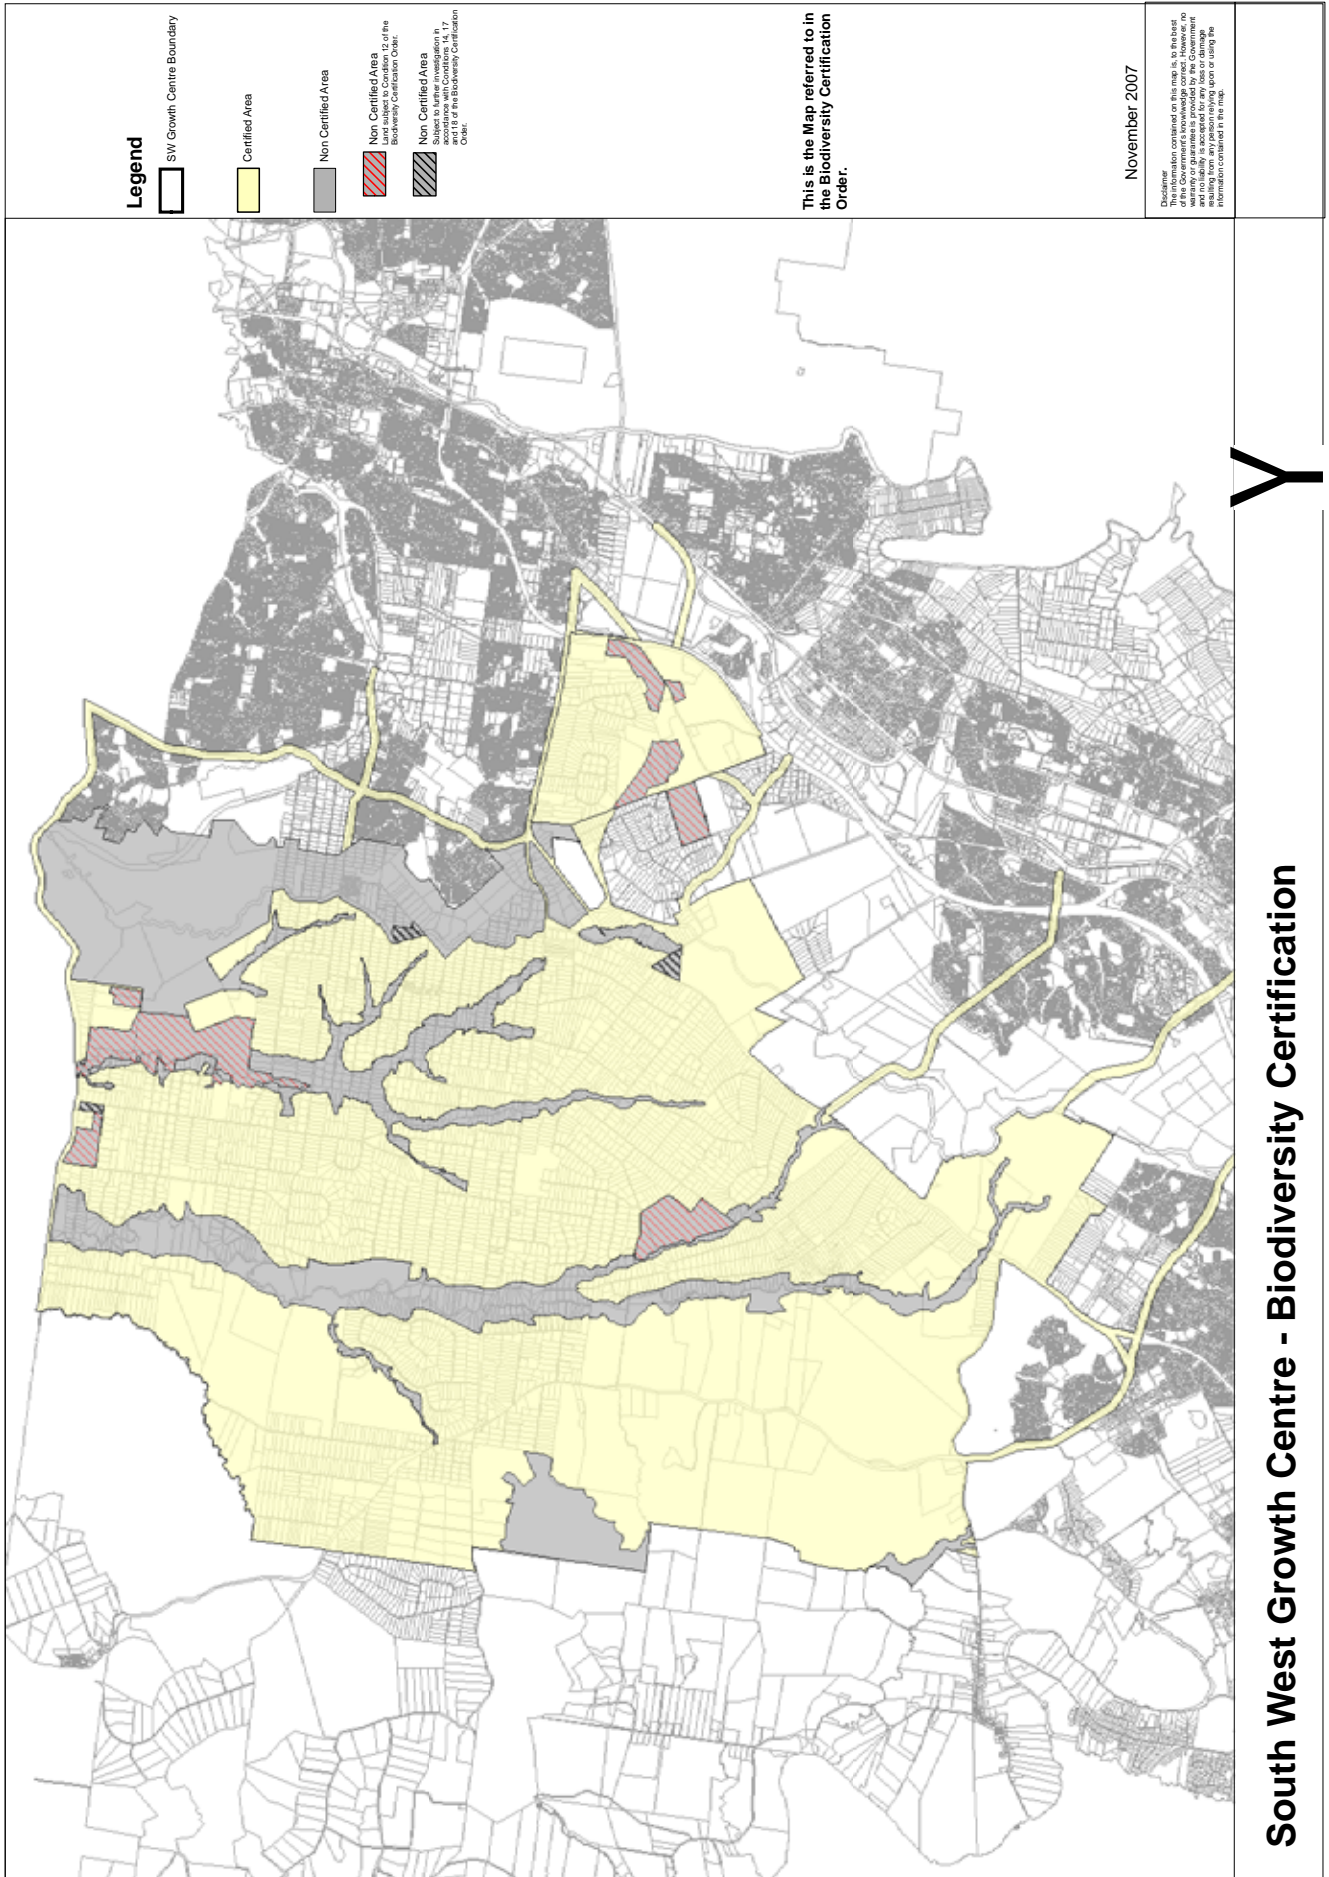 Legend
SW Growth Centre Boundary
Certified Area
Non Certified Area
Non Certified Area
Land subject to Condition 12 of the
Biodiversity Certification Order.
Non Certified Area
Subject to further investigation in
accordance with Conditions 14, 17
and 18 of the Biodiversity Certification
Order.
This is the Map referred to in
the Biodiversity Certification
Order.
November 2007
Disclaimer
The information contained on this map is, to the best
of the Government's knowlwedge correct. However, no
warranty or guarantee is provided by the Government
and no liability is accepted for any loss or damage
resulting from any person relying upon or using the
information contained in the map.
South West Growth Centre - Biodiversity Certification